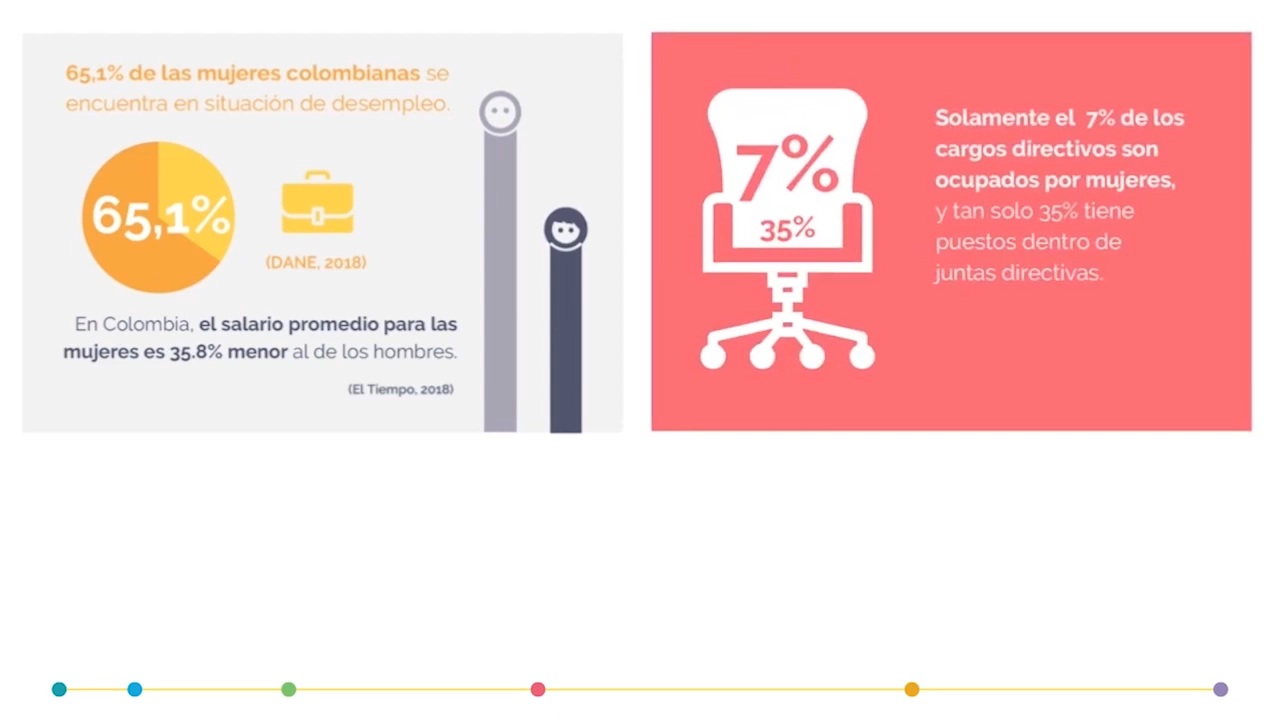 65,1% de las mujeres colombianas se
encuentra en situación de desempleo.
65,1%
(DANE, 2018)
En Colombia, el salario promedio para las
mujeres es 35.8% menor al de los hombres.
(El Tiempo, 2018)
7%
35%
Solamente el 7% de los
cargos directivos son
ocupados por mujeres,
y tan solo 35% tiene
puestos dentro de
juntas directivas.